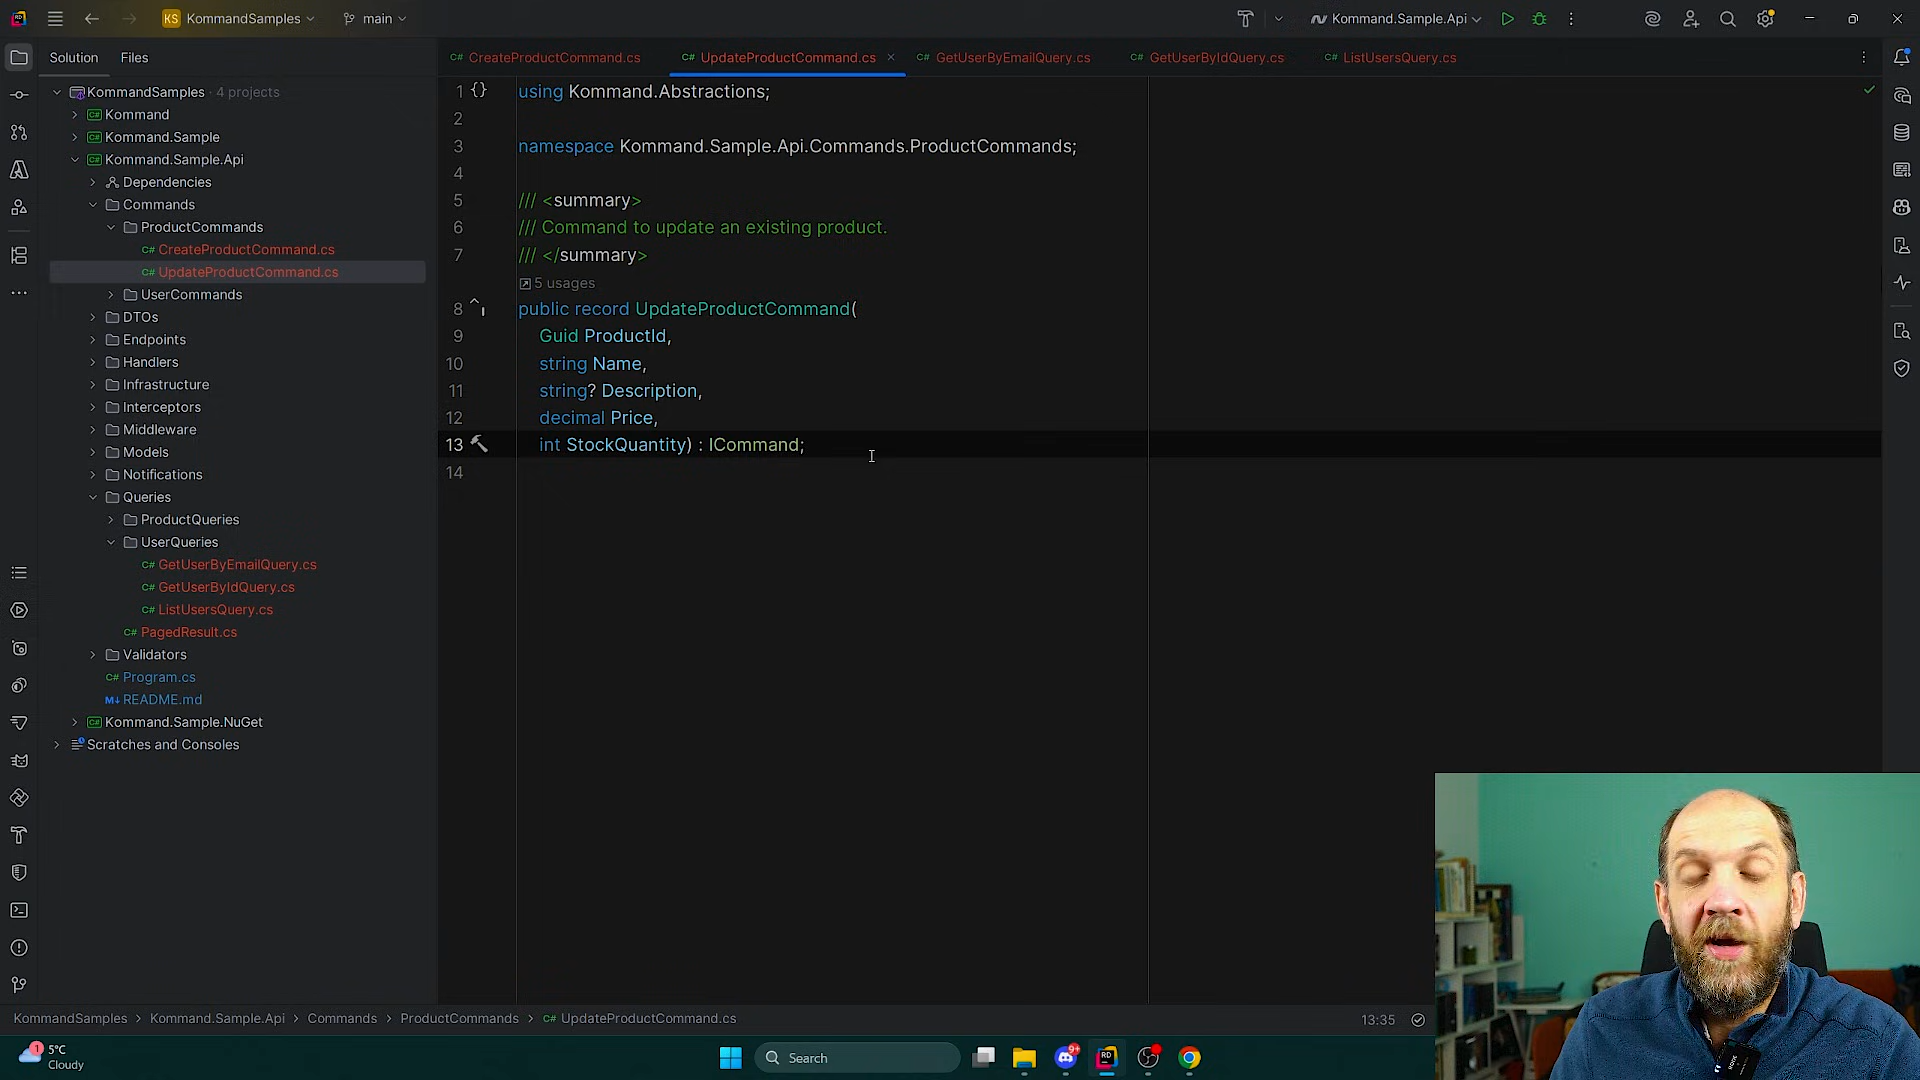 KS KommandSamples
main
Kommand.Sample.Api
Solution
Files
C# CreateProductCommand.cs
C# UpdateProductCommand.cs
C# GetUserByEmailQuery.cs
C# GetUserByIdQuery.cs
C# ListUsersQuery.cs
KommandSamples · 4 projects
C# Kommand
C# Kommand.Sample
C# Kommand.Sample.Api
Dependencies
Commands
ProductCommands
C# CreateProductCommand.cs
C# UpdateProductCommand.cs
UserCommands
DTOs
Endpoints
Handlers
Infrastructure
Interceptors
Middleware
Models
Notifications
Queries
ProductQueries
UserQueries
C# GetUserByEmailQuery.cs
C# GetUserByIdQuery.cs
C# ListUsersQuery.cs
C# PagedResult.cs
Validators
C# Program.cs
M↓ README.md
C# Kommand.Sample.NuGet
Scratches and Consoles
1 {} using Kommand.Abstractions;
2
3 namespace Kommand.Sample.Api.Commands.ProductCommands;
4
5 /// <summary>
6 /// Command to update an existing product.
7 /// </summary>
5 usages
8 public record UpdateProductCommand(
9 Guid ProductId,
10 string Name,
11 string? Description,
12 decimal Price,
13 int StockQuantity) : ICommand;
14
KommandSamples > Kommand.Sample.Api > Commands > ProductCommands > C# UpdateProductCommand.cs
13:35
1
5°C
Cloudy
Search
9+
RD